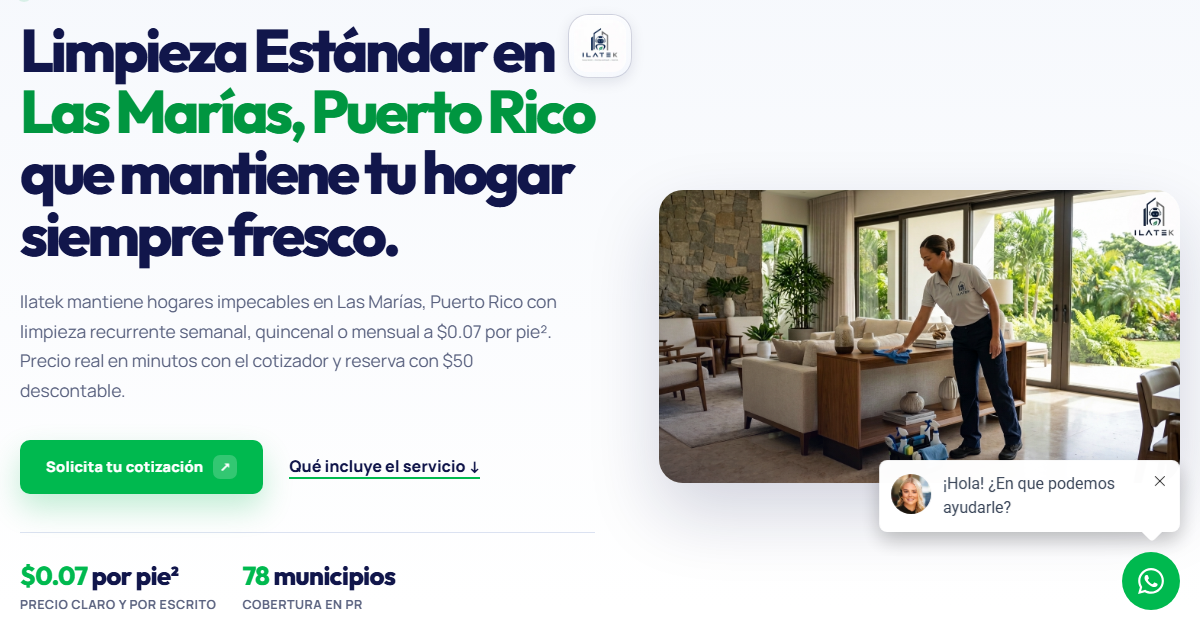 Limpieza Estándar en
ILATEK
Las Marías, Puerto Rico
que mantiene tu hogar
siempre fresco.
Ilatek mantiene hogares impecables en Las Marías, Puerto Rico con
limpieza recurrente semanal, quincenal o mensual a $0.07 por pie².
Precio real en minutos con el cotizador y reserva con $50
descontable.
Solicita tu cotización ↗
Qué incluye el servicio ↓
$0.07 por pie²
PRECIO CLARO Y POR ESCRITO
78 municipios
COBERTURA EN PR
ILATEK
ILATEK
¡Hola! ¿En que podemos
ayudarle?